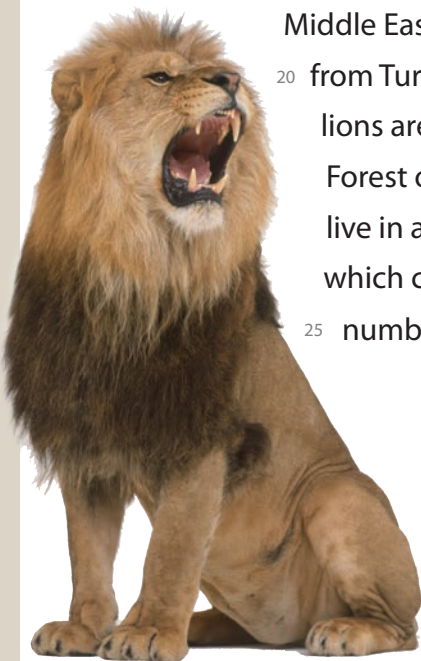 Middle Eas
20 from Tur
lions are
Forest
live in a
which
25 numb